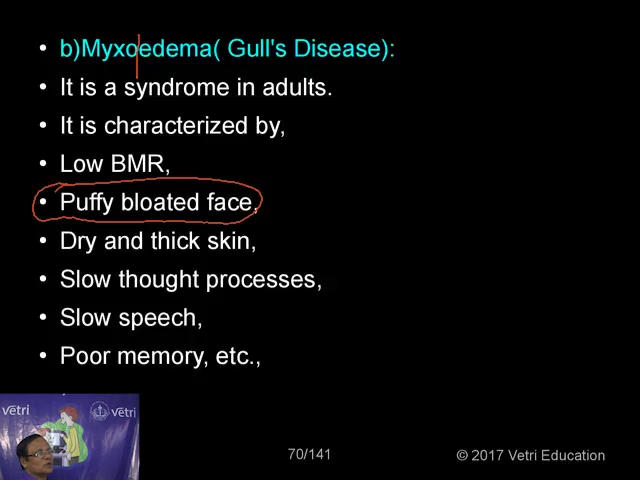 • b)Myxoedema( Gull's Disease):
• It is a syndrome in adults.
• It is characterized by,
• Low BMR,
• Puffy bloated face,
• Dry and thick skin,
• Slow thought processes,
• Slow speech,
• Poor memory, etc.,
vetri
vetri
70/141
© 2017 Vetri Education